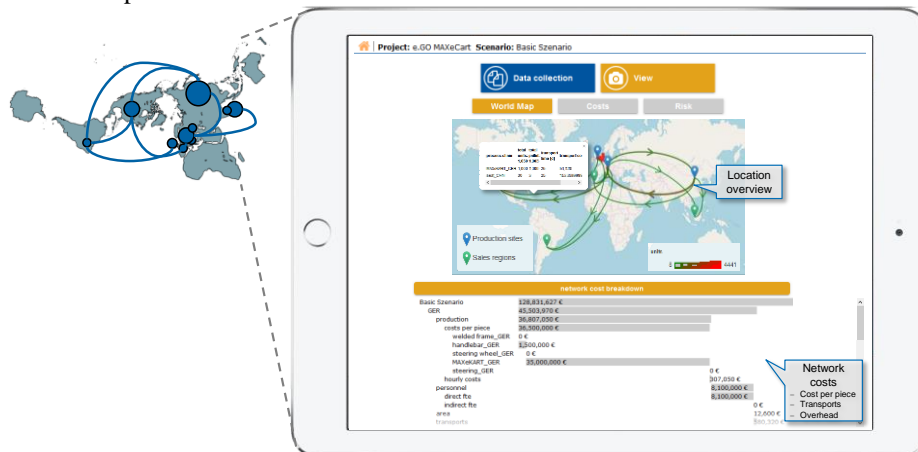 Project: e.GO MAXeCart Scenario: Basic Szenario
Data collection
View
World Map
Costs
Risk
Location
overview
Production sites
Sales regions
units
4441
network cost breakdown
Basic Szenario 128,831,627 €
GER 45,503,970 €
production 36,807,050 €
costs per piece 36,500,000 €
welded frame_GER 0 €
handlebar_GER 1,500,000 €
steering wheel_GER 0 €
MAXeKART_GER 35,000,000 €
steering_GER 0 €
hourly costs 307,050 €
personnel 8,100,000 €
direct fte 8,100,000 €
indirect fte 0 €
area 12,600 €
transports
Network
costs
– Cost per piece
– Transports
– Overhead